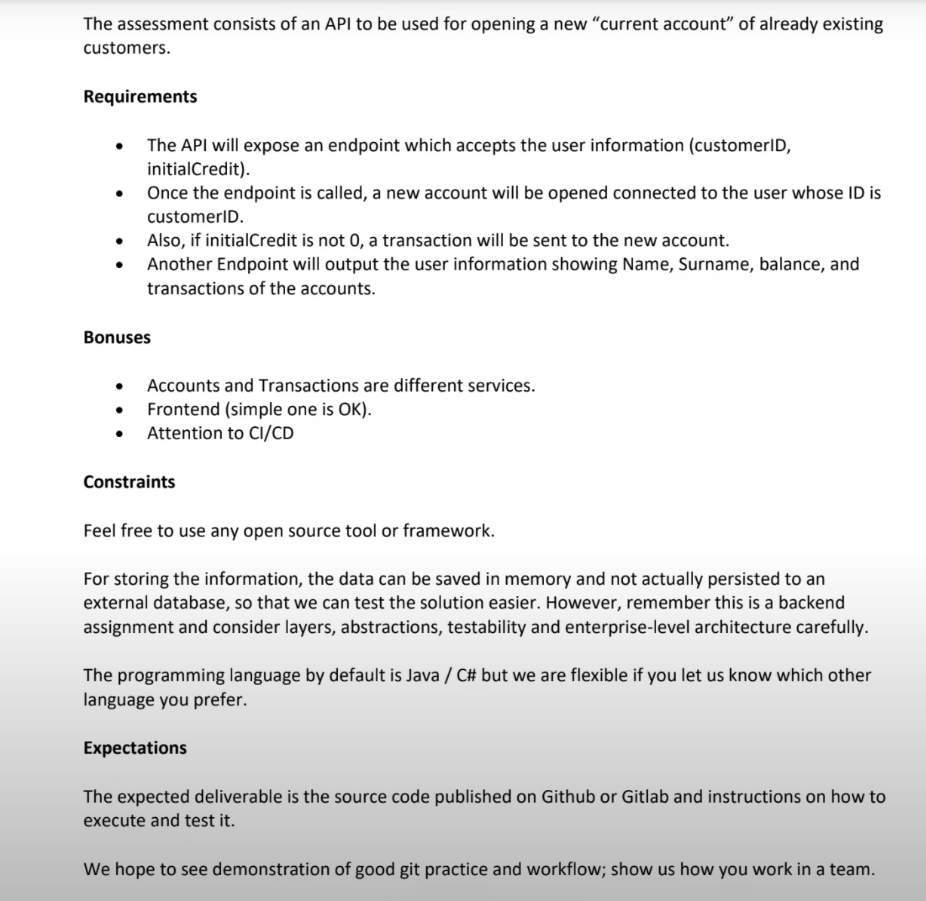 The assessment consists of an API to be used for opening a new “current account” of already existing
customers.
Requirements
• The API will expose an endpoint which accepts the user information (customerID,
initialCredit).
• Once the endpoint is called, a new account will be opened connected to the user whose ID is
customerID.
• Also, if initialCredit is not 0, a transaction will be sent to the new account.
• Another Endpoint will output the user information showing Name, Surname, balance, and
transactions of the accounts.
Bonuses
• Accounts and Transactions are different services.
• Frontend (simple one is OK).
• Attention to CI/CD
Constraints
Feel free to use any open source tool or framework.
For storing the information, the data can be saved in memory and not actually persisted to an
external database, so that we can test the solution easier. However, remember this is a backend
assignment and consider layers, abstractions, testability and enterprise-level architecture carefully.
The programming language by default is Java / C# but we are flexible if you let us know which other
language you prefer.
Expectations
The expected deliverable is the source code published on Github or Gitlab and instructions on how to
execute and test it.
We hope to see demonstration of good git practice and workflow; show us how you work in a team.